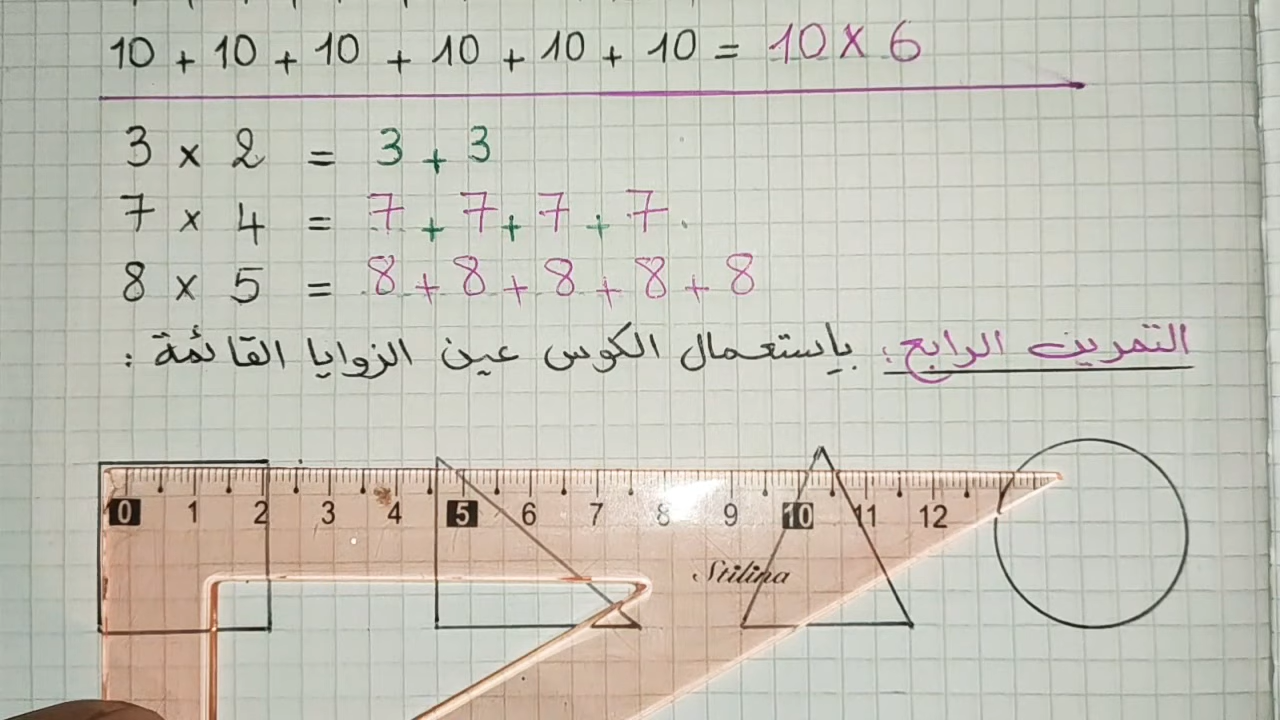 10 + 10 + 10 + 10 + 10 + 10 = 10 × 6
3 × 2 = 3 + 3
7 × 4 = 7 + 7 + 7 + 7
8 × 5 = 8 + 8 + 8 + 8 + 8
التمرين الرابع: بإستعمال الكوس عين الزوايا القائمة :
0 1 2 3 4 5 6 7 8 9 10 11 12
Stilina